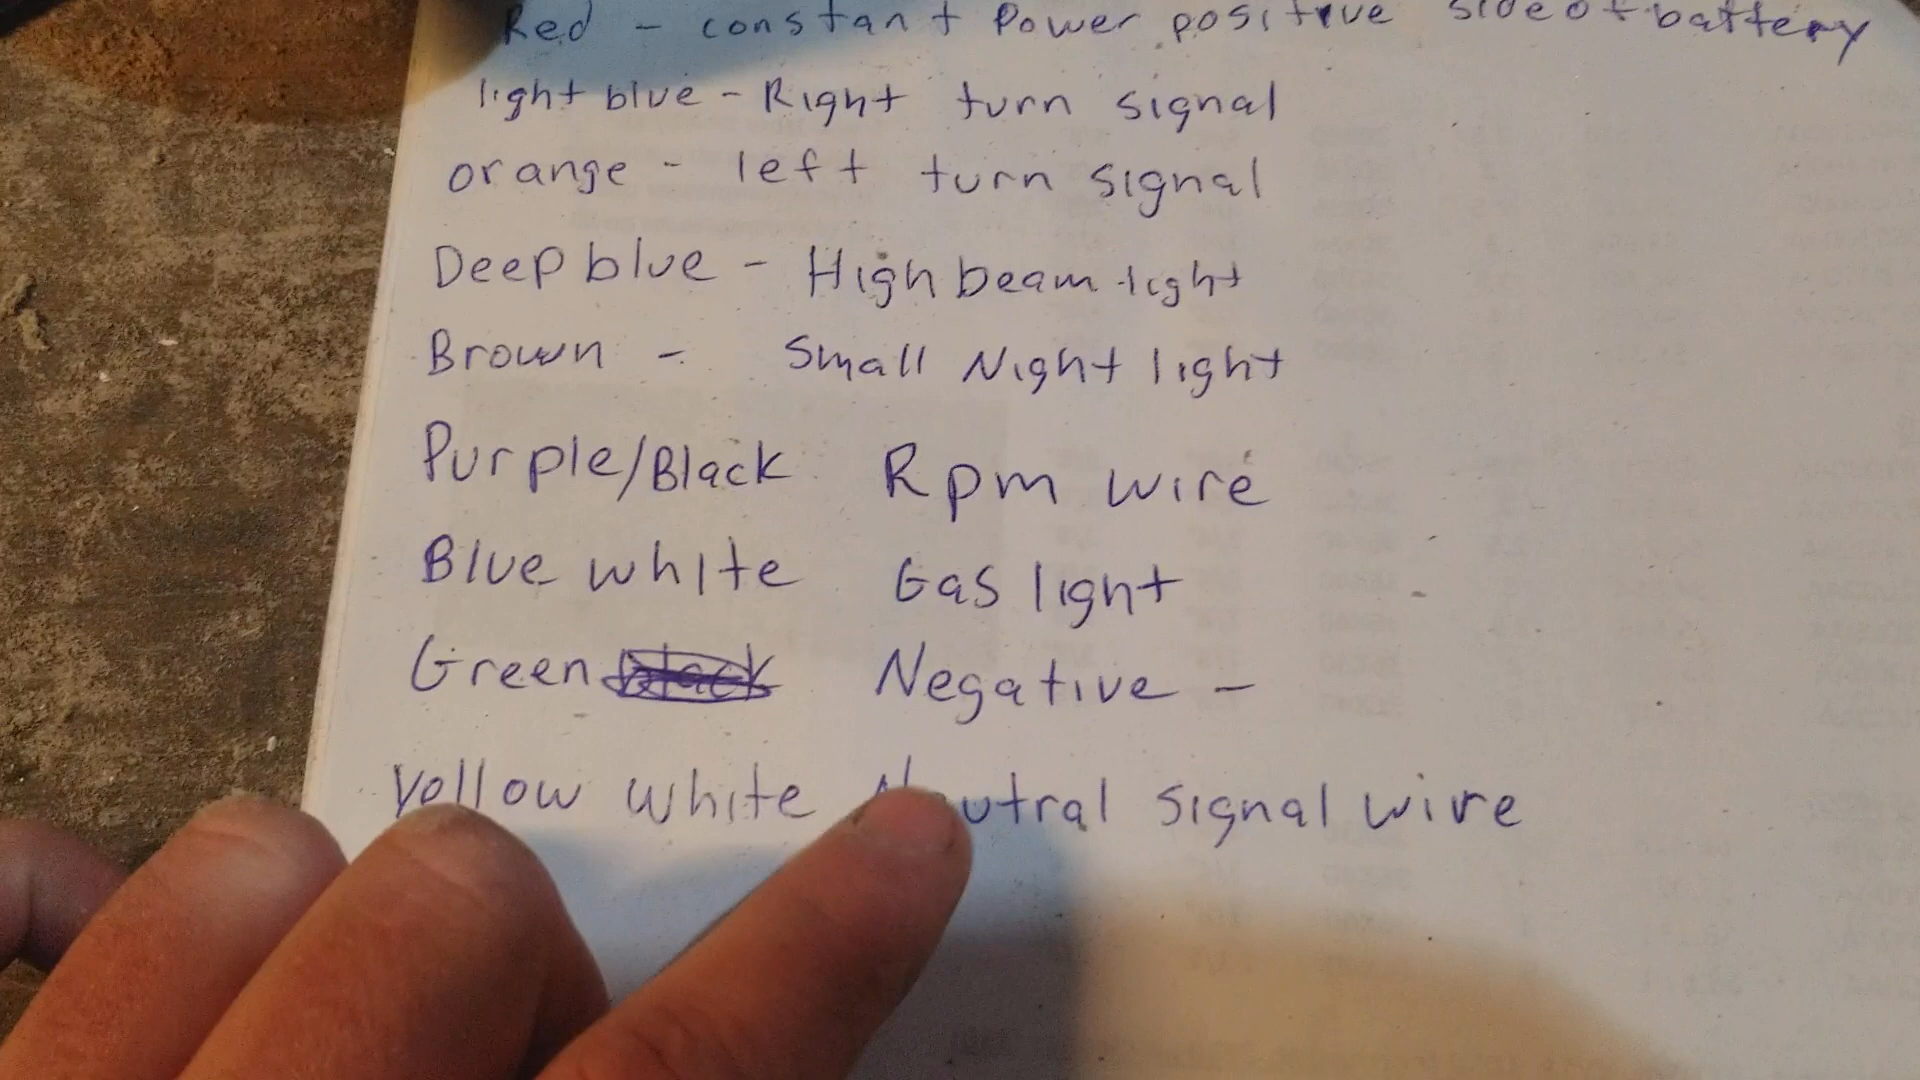 Red - constant Power positive side of battery
light blue - Right turn signal
orange - left turn signal
Deep blue - High beam light
Brown - Small Night light
Purple/Black Rpm wire
Blue white Gas light
Green black Negative -
yellow white Neutral signal wire